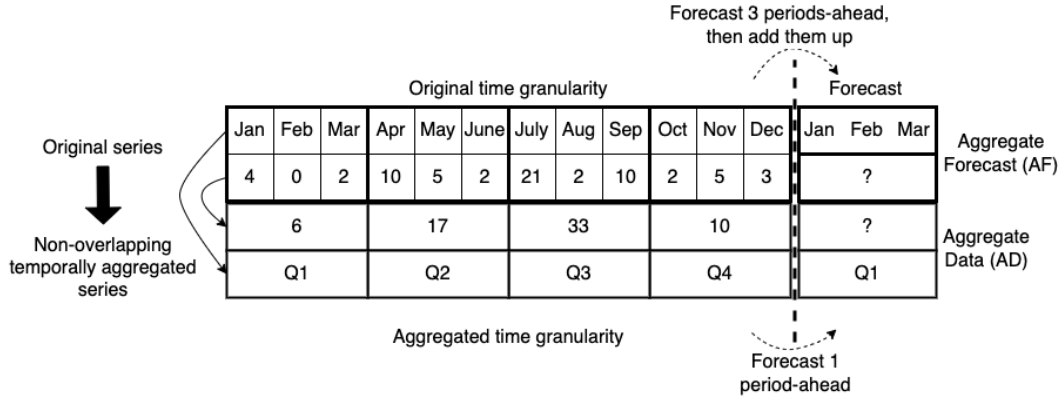 Forecast 3 periods-ahead,
then add them up
Original time granularity
Forecast
Jan Feb Mar Apr May June July Aug Sep Oct Nov Dec Jan Feb Mar
Original series
Aggregate
Forecast (AF)
4 0 2 10 5 2 21 2 10 2 5 3 ?
6 17 33 10 ?
Non-overlapping
temporally aggregated
series
Aggregate
Data (AD)
Q1 Q2 Q3 Q4 Q1
Aggregated time granularity
Forecast 1
period-ahead